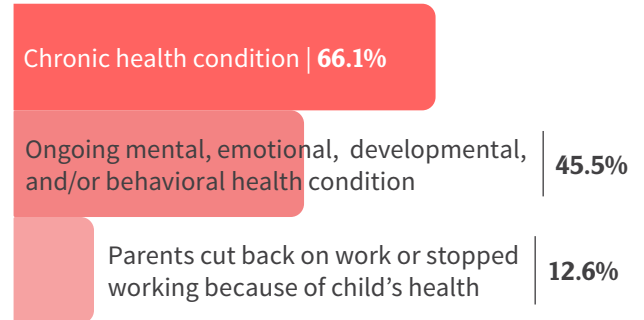 Chronic health condition | 66.1%
Ongoing mental, emotional, developmental,
and/or behavioral health condition
45.5%
Parents cut back on work or stopped
working because of child’s health
12.6%